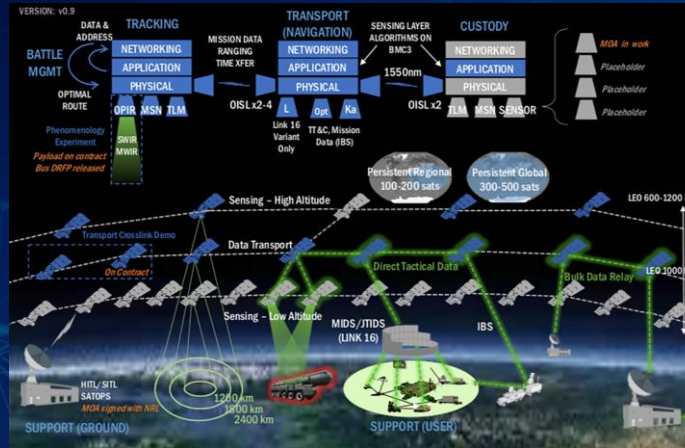 VERSION: v0.9
TRACKING
TRANSPORT
(NAVIGATION)
CUSTODY
DATA &
ADDRESS
BATTLE
MGMT
OPTIMAL
ROUTE
NETWORKING
APPLICATION
PHYSICAL
MISSION DATA
RANGING
TIME XFER
NETWORKING
APPLICATION
PHYSICAL
SENSING LAYER
ALGORITHMS ON
BMC3
1550nm
NETWORKING
APPLICATION
PHYSICAL
MOA in work
Placeholder
Placeholder
Placeholder
OPIR
MSN
TLM
OISL x2-4
L
Opt
Ka
OISL x2
TLM
MSN
SENSOR
Phenomenology
Experiment
Payload on contract
Bus DRFP released
SWIR
MWIR
Link 16
Variant
Only
TT&C, Mission
Data (IBS)
Persistent Regional
100-200 sats
Persistent Global
300-500 sats
Sensing – High Altitude
LEO 600-1200
Transport Crosslink Demo
Data Transport
On Contract
Direct Tactical Data
Bulk Data Relay
LEO 1000
Sensing – Low Altitude
MIDS/JTIDS
(LINK 16)
IBS
HITL/ SITL
SATOPS
MOA signed with NRL
1200 km
1800 km
2400 km
SUPPORT (GROUND)
SUPPORT (USER)